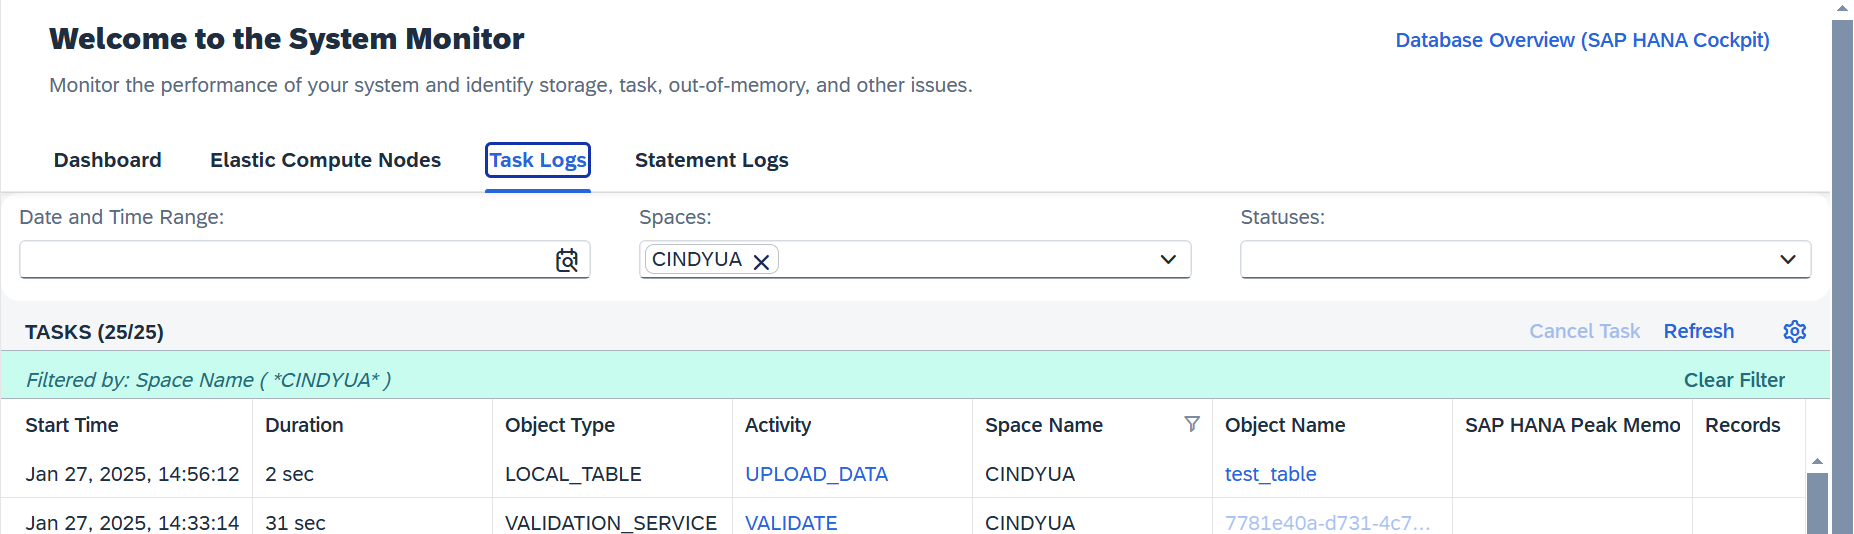 Welcome to the System Monitor
Database Overview (SAP HANA Cockpit)
Monitor the performance of your system and identify storage, task, out-of-memory, and other issues.
Dashboard Elastic Compute Nodes Task Logs Statement Logs
Date and Time Range: Spaces: Statuses:
CINDYUA
TASKS (25/25) Cancel Task Refresh
Filtered by: Space Name ( *CINDYUA* ) Clear Filter
Start Time Duration Object Type Activity Space Name Object Name SAP HANA Peak Memo Records
Jan 27, 2025, 14:56:12 2 sec LOCAL_TABLE UPLOAD_DATA CINDYUA test_table
Jan 27, 2025, 14:33:14 31 sec VALIDATION_SERVICE VALIDATE CINDYUA 7781e40a-d731-4c7...